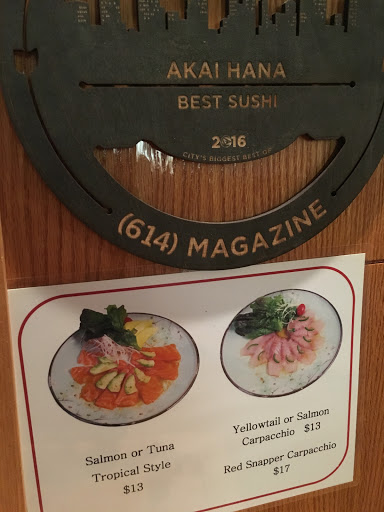 AKAI HANA
BEST SUSHI
2016
CITY'S BIGGEST BEST OF
(614) MAGAZINE
Salmon or Tuna
Tropical Style
$13
Yellowtail or Salmon
Carpacchio $13
Red Snapper Carpacchio
$17